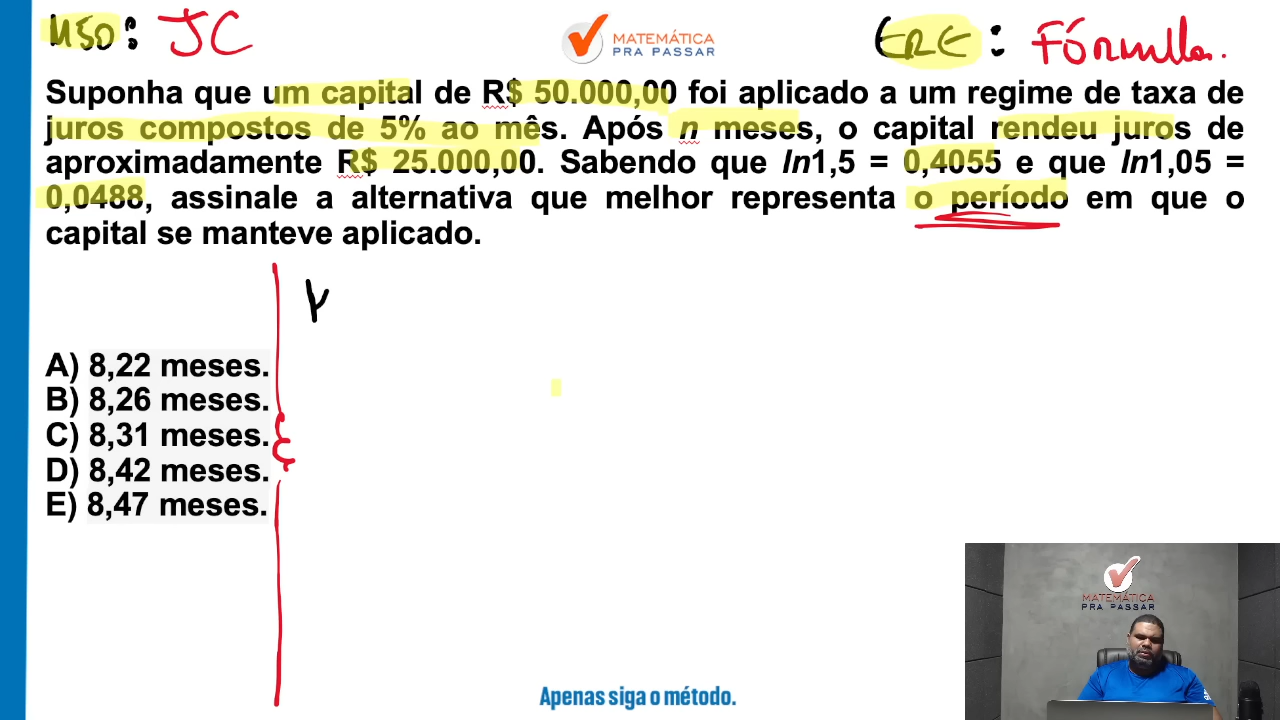 MSD: JC
MATEMÁTICA
PRA PASSAR
ERE: Fórmula.
Suponha que um capital de R$ 50.000,00 foi aplicado a um regime de taxa de
juros compostos de 5% ao mês. Após n meses, o capital rendeu juros de
aproximadamente R$ 25.000,00. Sabendo que ln1,5 = 0,4055 e que ln1,05 =
0,0488, assinale a alternativa que melhor representa o período em que o
capital se manteve aplicado.
A) 8,22 meses.
B) 8,26 meses.
C) 8,31 meses.
D) 8,42 meses.
E) 8,47 meses.
MATEMÁTICA
PRA PASSAR
Apenas siga o método.